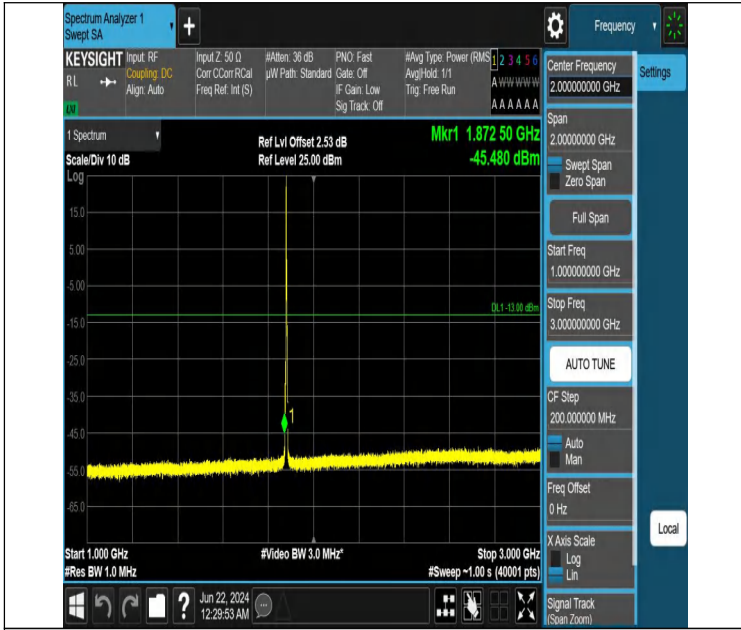 Spectrum Analyzer 1
Swept SA
+
Frequency
KEYSIGHT
RL
Input: RF
Coupling: DC
Align: Auto
Input Z: 50 Ω
Corr CCorr RCal
Freq Ref: Int (S)
#Atten: 36 dB
µW Path: Standard
PNO: Fast
Gate: Off
IF Gain: Low
Sig Track: Off
#Avg Type: Power (RMS
Avg|Hold: 1/1
Trig: Free Run
1 2 3 4 5 6
A W W W W W
A A A A A A
1 Spectrum
Scale/Div 10 dB
Log
Ref Lvl Offset 2.53 dB
Ref Level 25.00 dBm
Mkr1 1.872 50 GHz
-45.480 dBm
15.0
5.00
-5.00
-15.0
-25.0
-35.0
-45.0
-55.0
-65.0
DL1 -13.00 dBm
1
Start 1.000 GHz
#Res BW 1.0 MHz
#Video BW 3.0 MHz*
Stop 3.000 GHz
#Sweep ~1.00 s (40001 pts)
?
Jun 22, 2024
12:29:53 AM
Center Frequency
2.000000000 GHz
Settings
Span
2.00000000 GHz
Swept Span
Zero Span
Full Span
Start Freq
1.000000000 GHz
Stop Freq
3.000000000 GHz
AUTO TUNE
CF Step
200.000000 MHz
Auto
Man
Freq Offset
0 Hz
X Axis Scale
Log
Lin
Local
Signal Track
(Span Zoom)